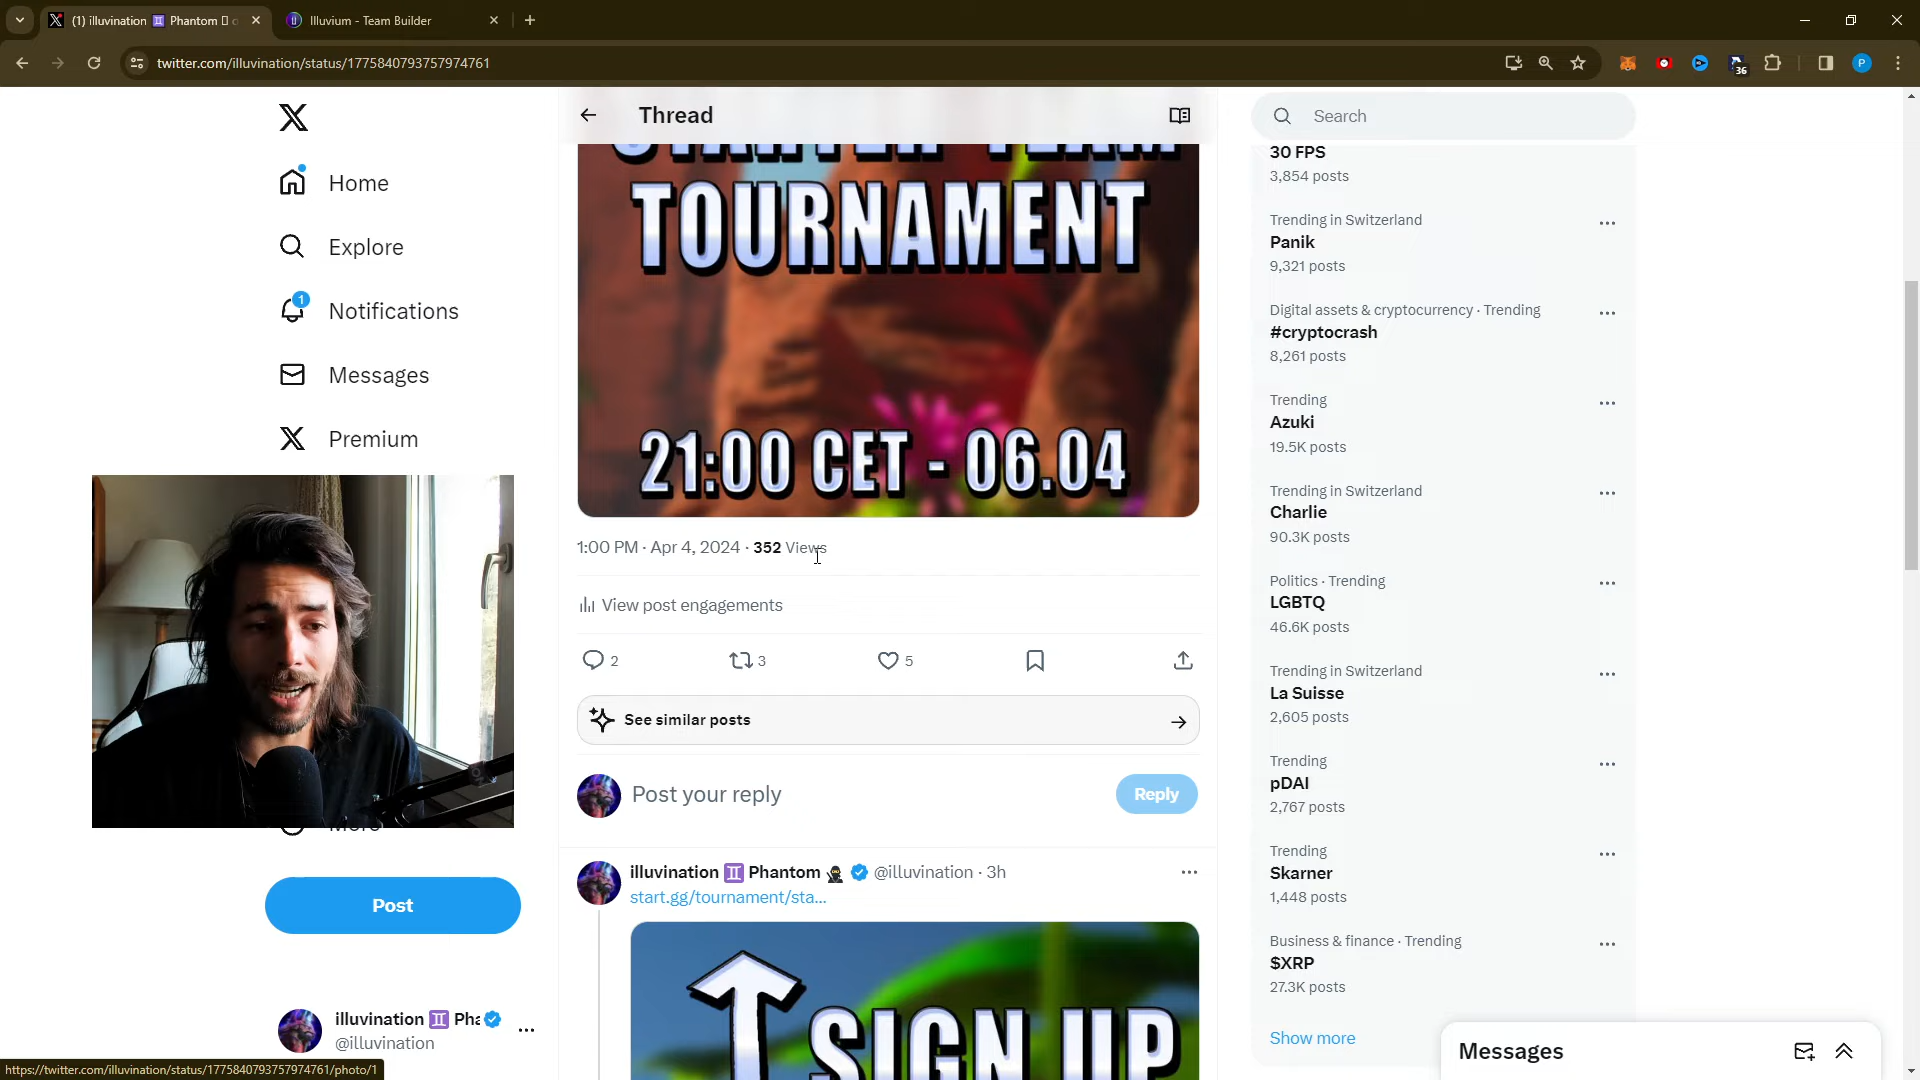 (1) illuvination ♊ Phantom
Illuvium - Team Builder
twitter.com/illuvination/status/1775840793757974761
36
P
Thread
Search
Home
Explore
1
Notifications
Messages
Premium
Post
illuvination ♊ Pha
@illuvination
https://twitter.com/illuvination/status/1775840793757974761/photo/1
STARTER TEAM
TOURNAMENT
21:00 CET - 06.04
1:00 PM · Apr 4, 2024 · 352 Views
View post engagements
2
3
5
See similar posts
Post your reply
Reply
illuvination ♊ Phantom 🥷 @illuvination · 3h
start.gg/tournament/sta...
SIGN UP
30 FPS
3,854 posts
Trending in Switzerland
Panik
9,321 posts
Digital assets & cryptocurrency · Trending
#cryptocrash
8,261 posts
Trending
Azuki
19.5K posts
Trending in Switzerland
Charlie
90.3K posts
Politics · Trending
LGBTQ
46.6K posts
Trending in Switzerland
La Suisse
2,605 posts
Trending
pDAI
2,767 posts
Trending
Skarner
1,448 posts
Business & finance · Trending
$XRP
27.3K posts
Show more
Messages